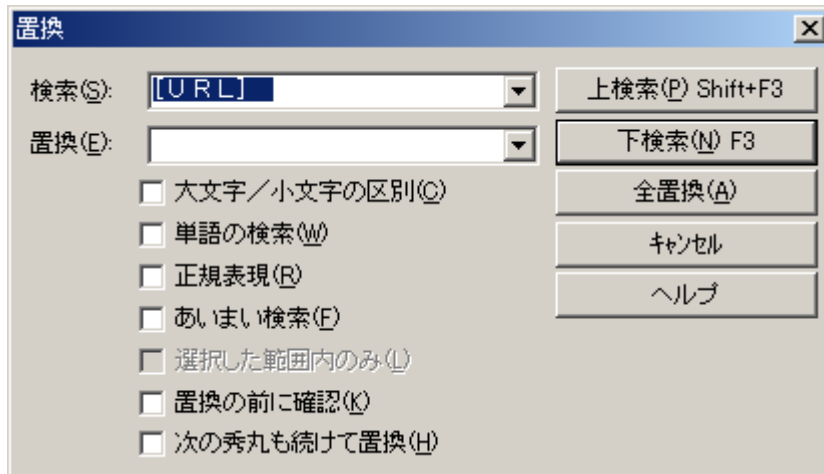 置換
検索(S):
[ＵＲＬ]
上検索(P) Shift+F3
置換(E):
下検索(N) F3
大文字／小文字の区別(C)
全置換(A)
単語の検索(W)
ｷｬﾝｾﾙ
正規表現(R)
ヘルプ
あいまい検索(F)
選択した範囲内のみ(L)
置換の前に確認(K)
次の秀丸も続けて置換(H)